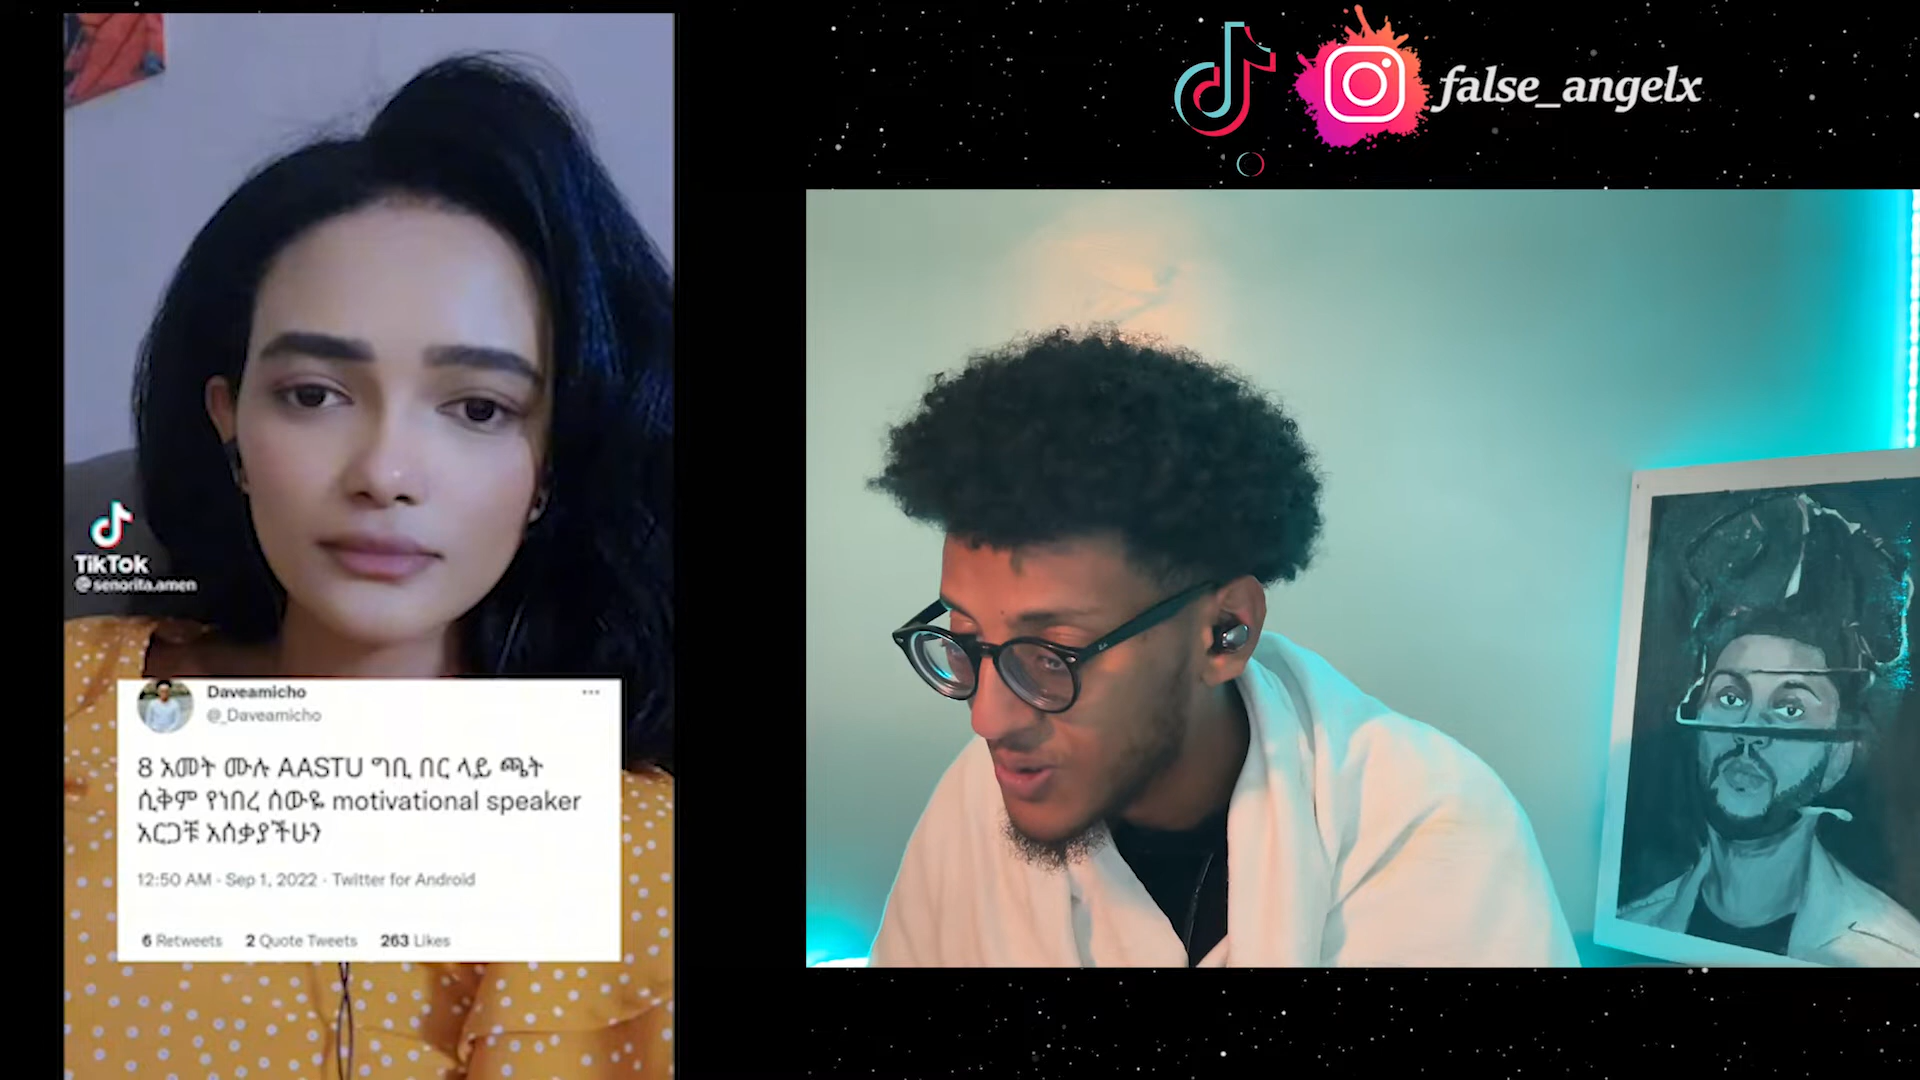 false_angelx
TikTok
@senorita.amen
Daveamicho
@_Daveamicho
8 አመት ሙሉ AASTU ግቢ በር ላይ ጫት
ሲቅም የነበረ ሰውዬ motivational speaker
አርጋቹ አሰቃያችሁን
12:50 AM · Sep 1, 2022 · Twitter for Android
6 Retweets 2 Quote Tweets 263 Likes